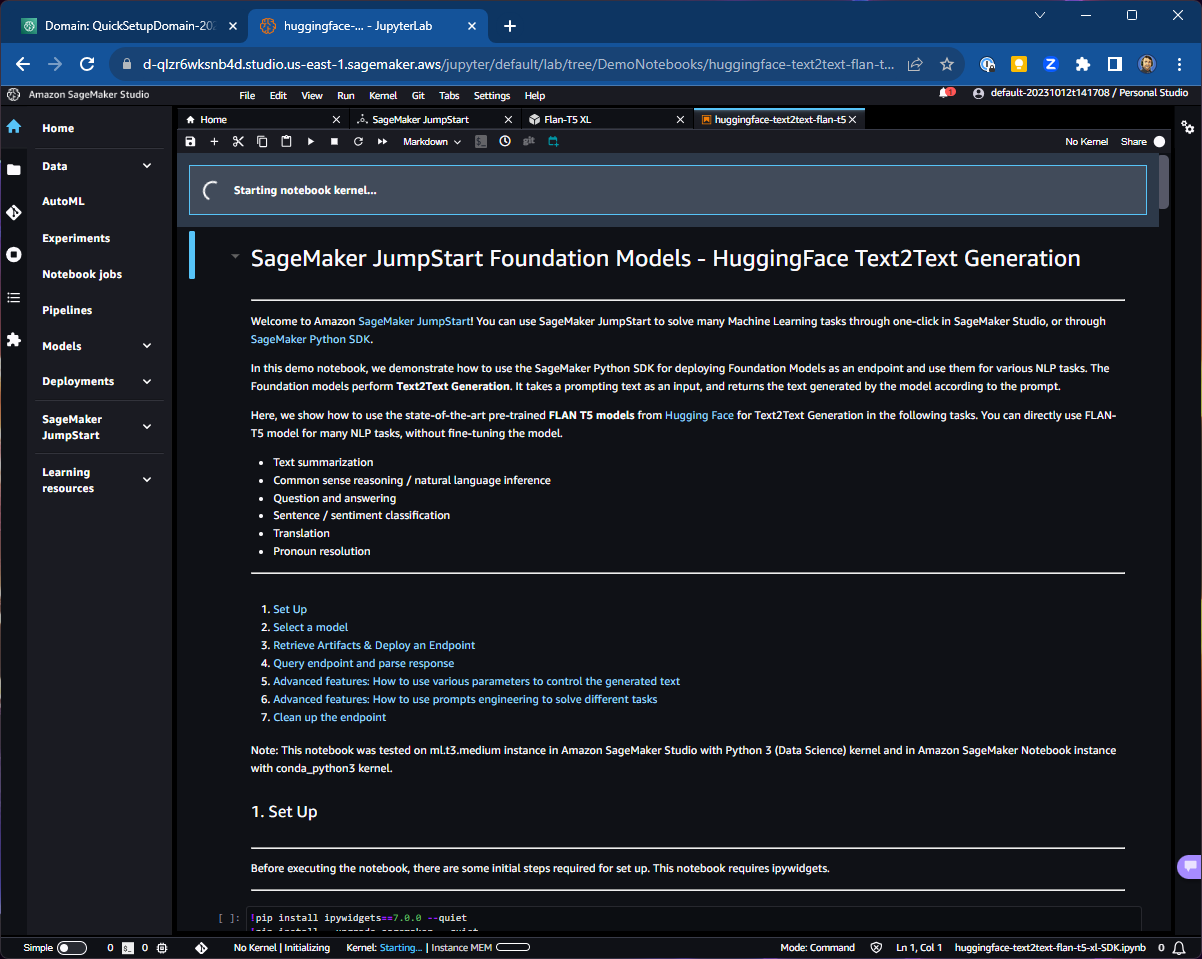 Domain: QuickSetupDomain-202
huggingface-... - JupyterLab
d-qlzr6wksnb4d.studio.us-east-1.sagemaker.aws/jupyter/default/lab/tree/DemoNotebooks/huggingface-text2text-flan-t...
Amazon SageMaker Studio
File Edit View Run Kernel Git Tabs Settings Help
default-20231012t141708 / Personal Studio
Home
Data
AutoML
Experiments
Notebook jobs
Pipelines
Models
Deployments
SageMaker
JumpStart
Learning
resources
Home
SageMaker JumpStart
Flan-T5 XL
huggingface-text2text-flan-t5
Markdown
git
No Kernel Share
Starting notebook kernel...
SageMaker JumpStart Foundation Models - HuggingFace Text2Text Generation
Welcome to Amazon SageMaker JumpStart! You can use SageMaker JumpStart to solve many Machine Learning tasks through one-click in SageMaker Studio, or through
SageMaker Python SDK.
In this demo notebook, we demonstrate how to use the SageMaker Python SDK for deploying Foundation Models as an endpoint and use them for various NLP tasks. The
Foundation models perform Text2Text Generation. It takes a prompting text as an input, and returns the text generated by the model according to the prompt.
Here, we show how to use the state-of-the-art pre-trained FLAN T5 models from Hugging Face for Text2Text Generation in the following tasks. You can directly use FLAN-
T5 model for many NLP tasks, without fine-tuning the model.
• Text summarization
• Common sense reasoning / natural language inference
• Question and answering
• Sentence / sentiment classification
• Translation
• Pronoun resolution
1. Set Up
2. Select a model
3. Retrieve Artifacts & Deploy an Endpoint
4. Query endpoint and parse response
5. Advanced features: How to use various parameters to control the generated text
6. Advanced features: How to use prompts engineering to solve different tasks
7. Clean up the endpoint
Note: This notebook was tested on ml.t3.medium instance in Amazon SageMaker Studio with Python 3 (Data Science) kernel and in Amazon SageMaker Notebook instance
with conda_python3 kernel.
1. Set Up
Before executing the notebook, there are some initial steps required for set up. This notebook requires ipywidgets.
[ ]: !pip install ipywidgets==7.0.0 --quiet
!pip install --upgrade sagemaker --quiet
Simple 0 0 No Kernel | Initializing Kernel: Starting... | Instance MEM Mode: Command Ln 1, Col 1 huggingface-text2text-flan-t5-xl-SDK.ipynb 0